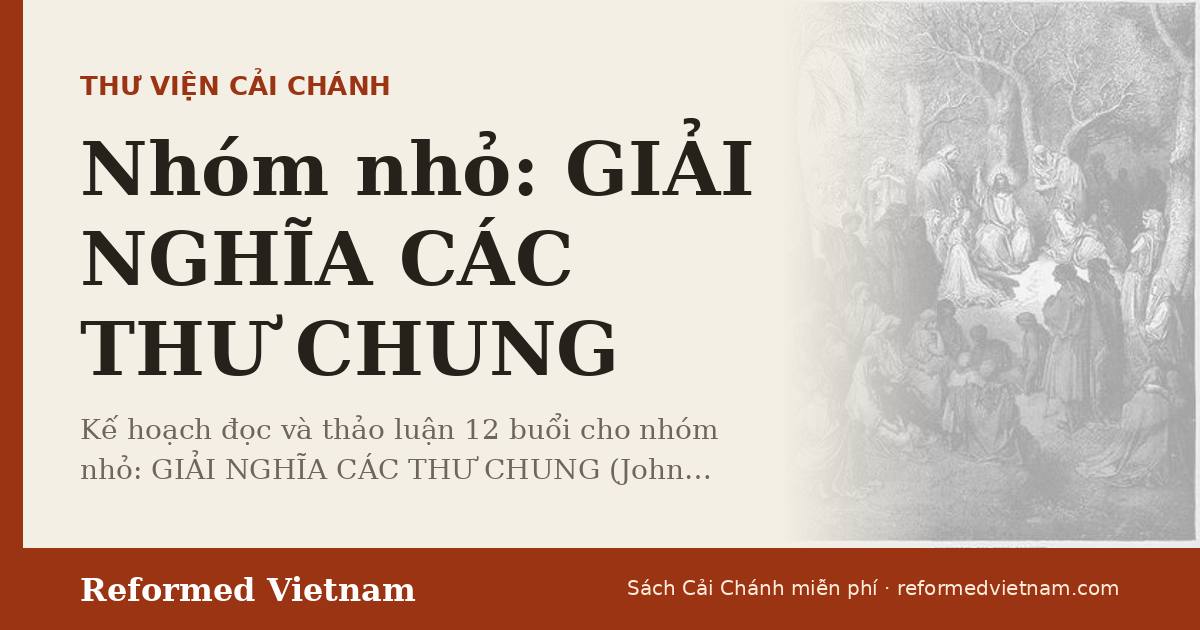 THƯ VIỆN CẢI CHÁNH
Nhóm nhỏ: GIẢI
NGHĨA CÁC
THƯ CHUNG
Kế hoạch đọc và thảo luận 12 buổi cho nhóm
nhỏ: GIẢI NGHĨA CÁC THƯ CHUNG (John...
Reformed Vietnam
Sách Cải Chánh miễn phí · reformedvietnam.com